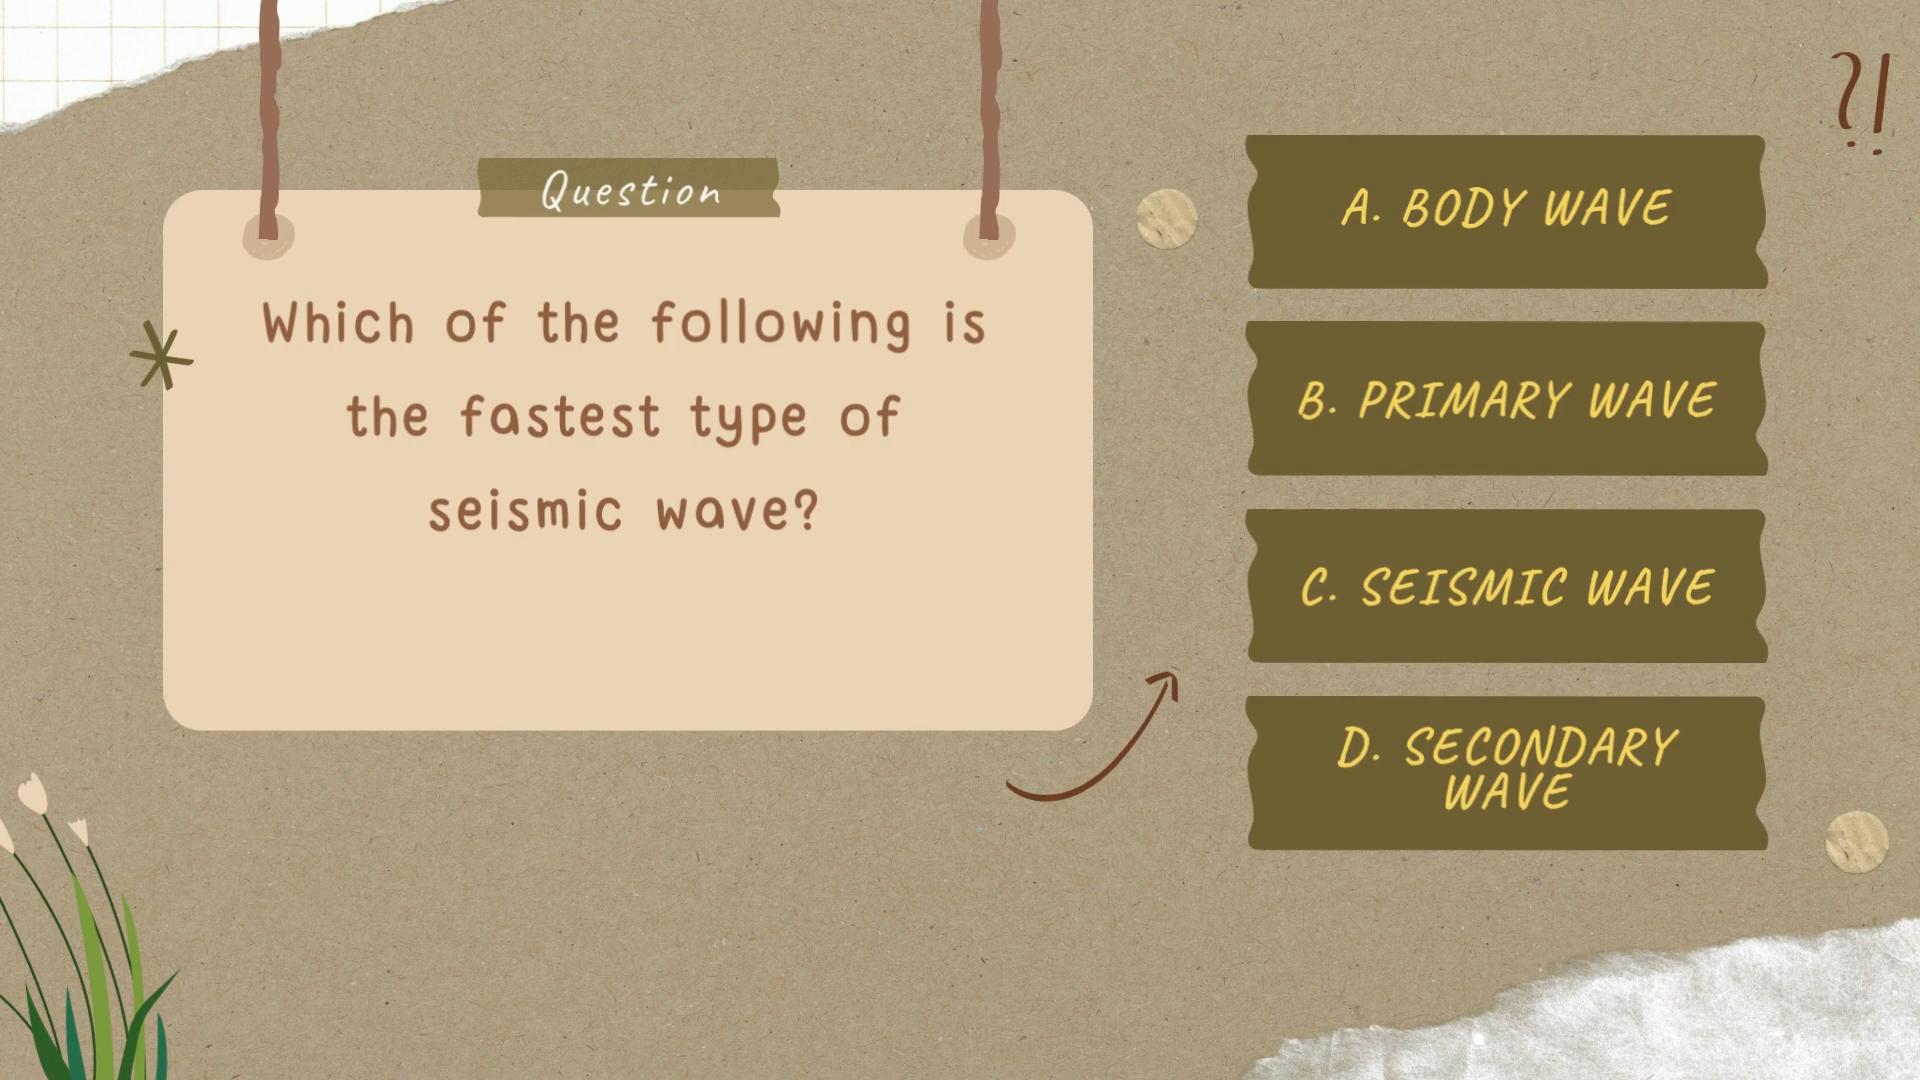 Question
Which of the following is
the fastest type of
seismic wave?
?!
A. BODY WAVE
B. PRIMARY WAVE
C. SEISMIC WAVE
D. SECONDARY
WAVE